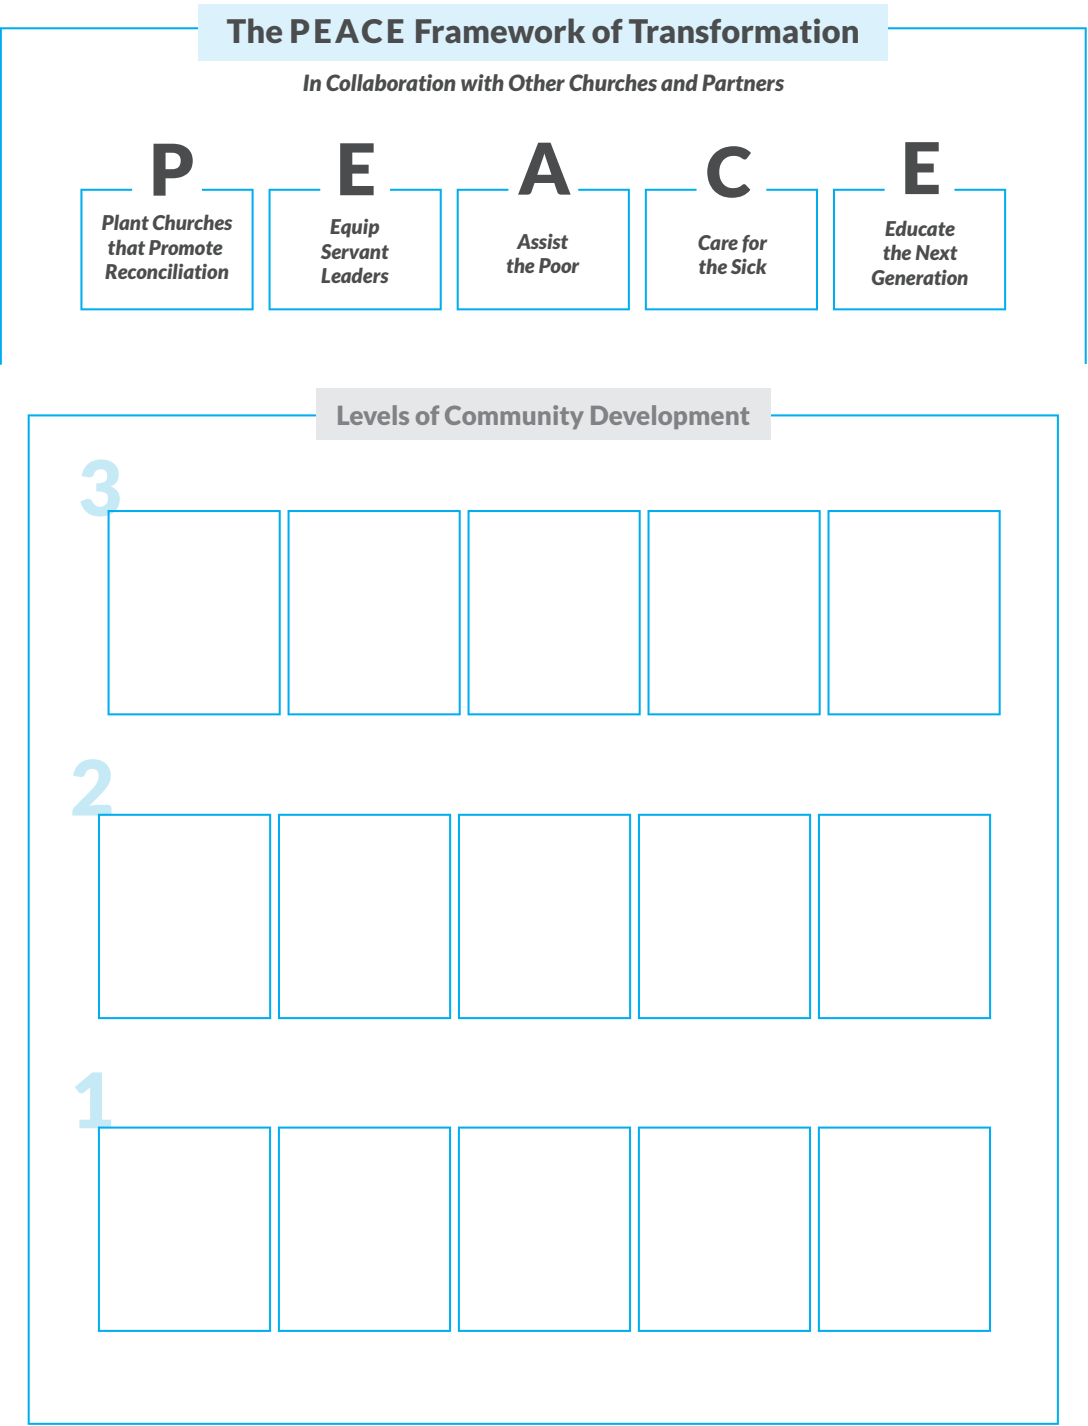 The PEACE Framework of Transformation
In Collaboration with Other Churches and Partners
P
Plant Churches
that Promote
Reconciliation
E
Equip
Servant
Leaders
A
Assist
the Poor
C
Care for
the Sick
E
Educate
the Next
Generation
Levels of Community Development
3
2
1